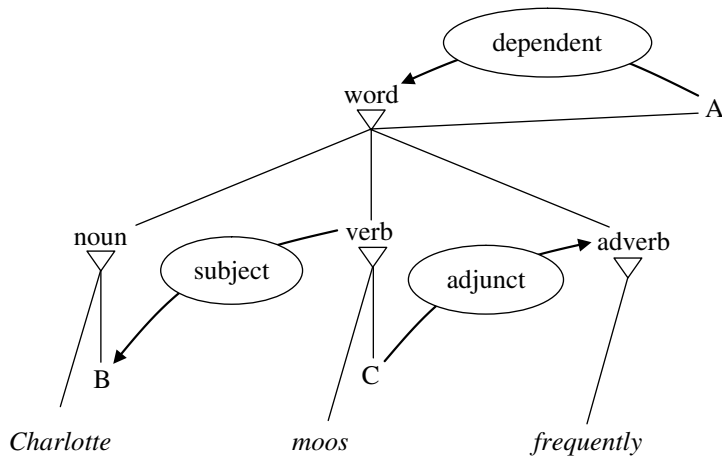 dependent
word
A
noun
verb
adverb
subject
adjunct
B
C
Charlotte
moos
frequently